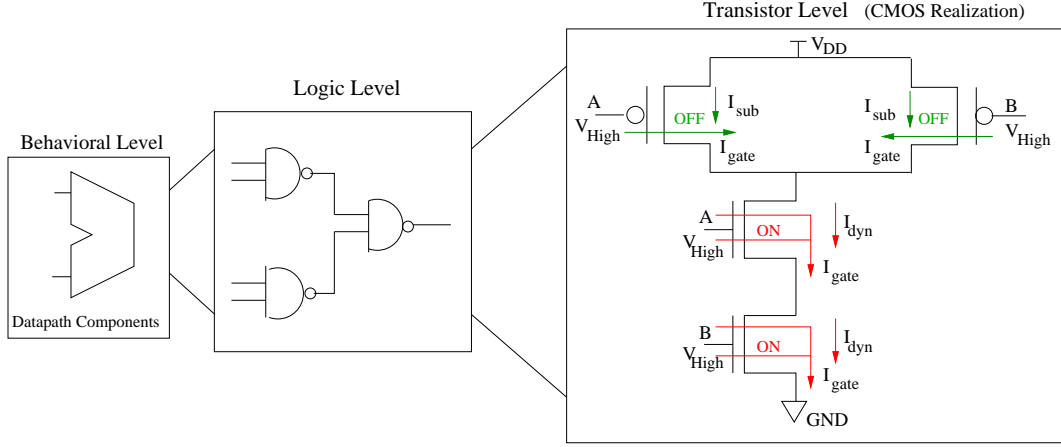 Transistor Level (CMOS Realization)
V_DD
Logic Level
Behavioral Level
Datapath Components
A
V_High
OFF
I_sub
I_gate
I_sub
OFF
I_gate
B
V_High
A
V_High
ON
I_dyn
I_gate
B
V_High
ON
I_dyn
I_gate
GND